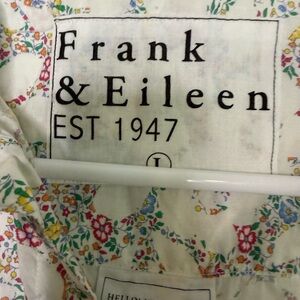 Frank
& Eileen
EST 1947
L